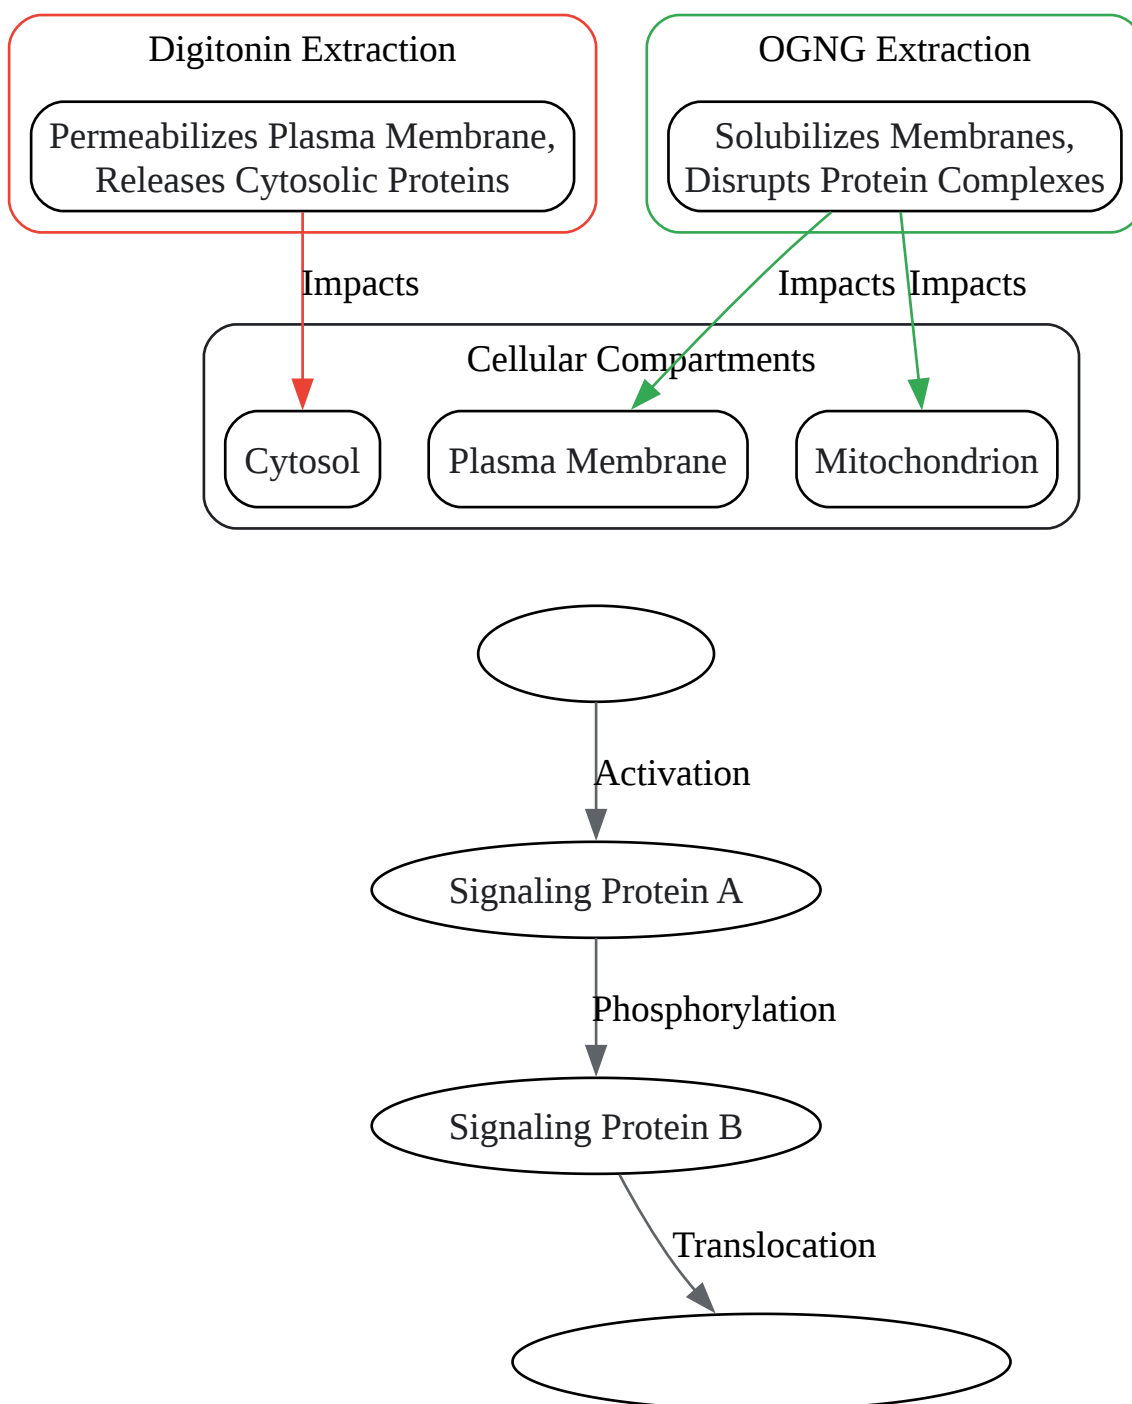 Digitonin Extraction
OGNG Extraction
Permeabilizes Plasma Membrane,
Releases Cytosolic Proteins
Solubilizes Membranes,
Disrupts Protein Complexes
Impacts
Impacts
Impacts
Cellular Compartments
Cytosol
Plasma Membrane
Mitochondrion
Activation
Signaling Protein A
Phosphorylation
Signaling Protein B
Translocation